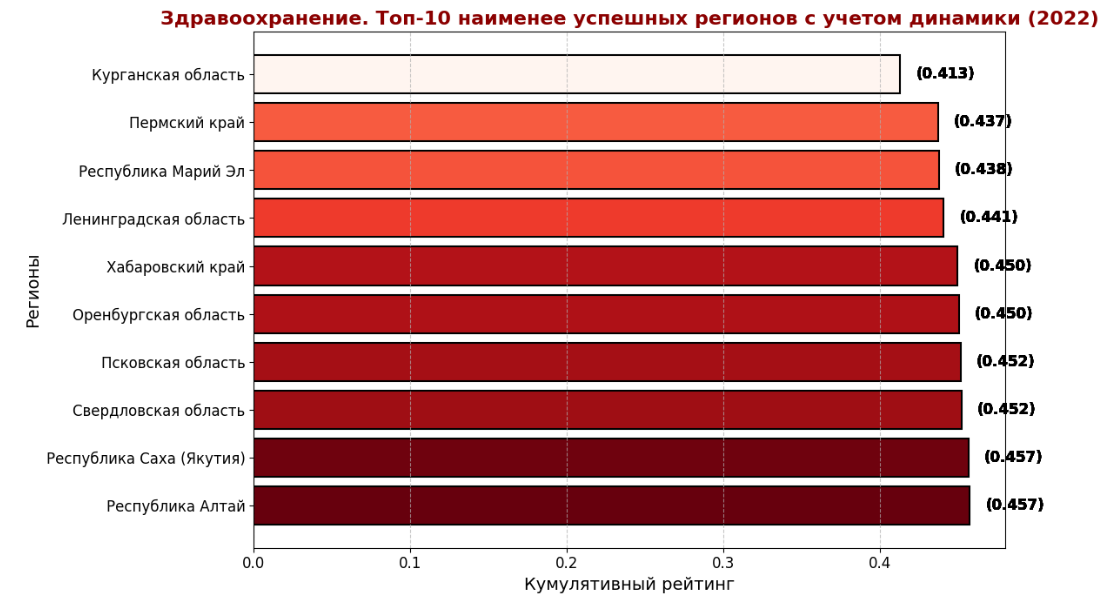 Здравоохранение. Топ-10 наименее успешных регионов с учетом динамики (2022)
Курганская область (0.413)
Пермский край (0.437)
Республика Марий Эл (0.438)
Ленинградская область (0.441)
Хабаровский край (0.450)
Оренбургская область (0.450)
Псковская область (0.452)
Свердловская область (0.452)
Республика Саха (Якутия) (0.457)
Республика Алтай (0.457)
Регионы
0.0 0.1 0.2 0.3 0.4
Кумулятивный рейтинг